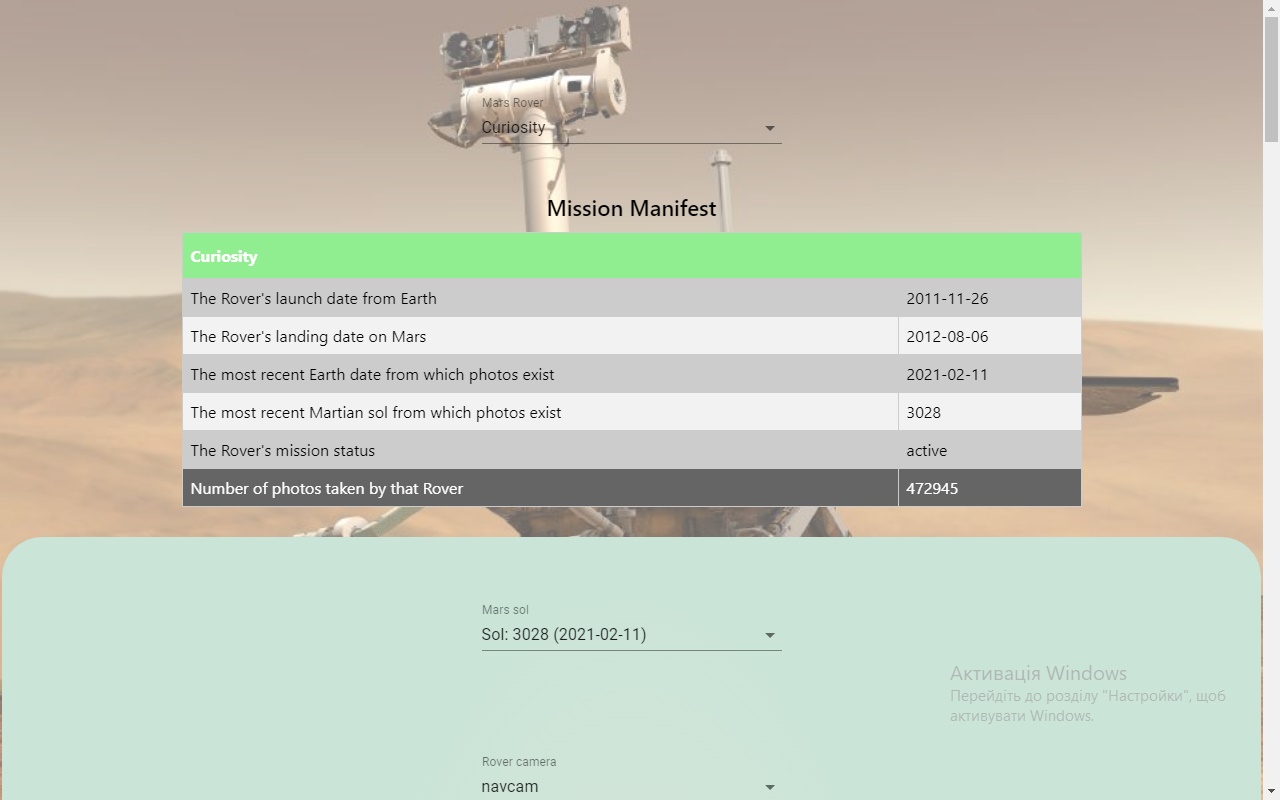 Mars Rover
Curiosity
Mission Manifest
Curiosity
The Rover's launch date from Earth 2011-11-26
The Rover's landing date on Mars 2012-08-06
The most recent Earth date from which photos exist 2021-02-11
The most recent Martian sol from which photos exist 3028
The Rover's mission status active
Number of photos taken by that Rover 472945
Mars sol
Sol: 3028 (2021-02-11)
Активація Windows
Перейдіть до розділу "Настройки", щоб
активувати Windows.
Rover camera
navcam